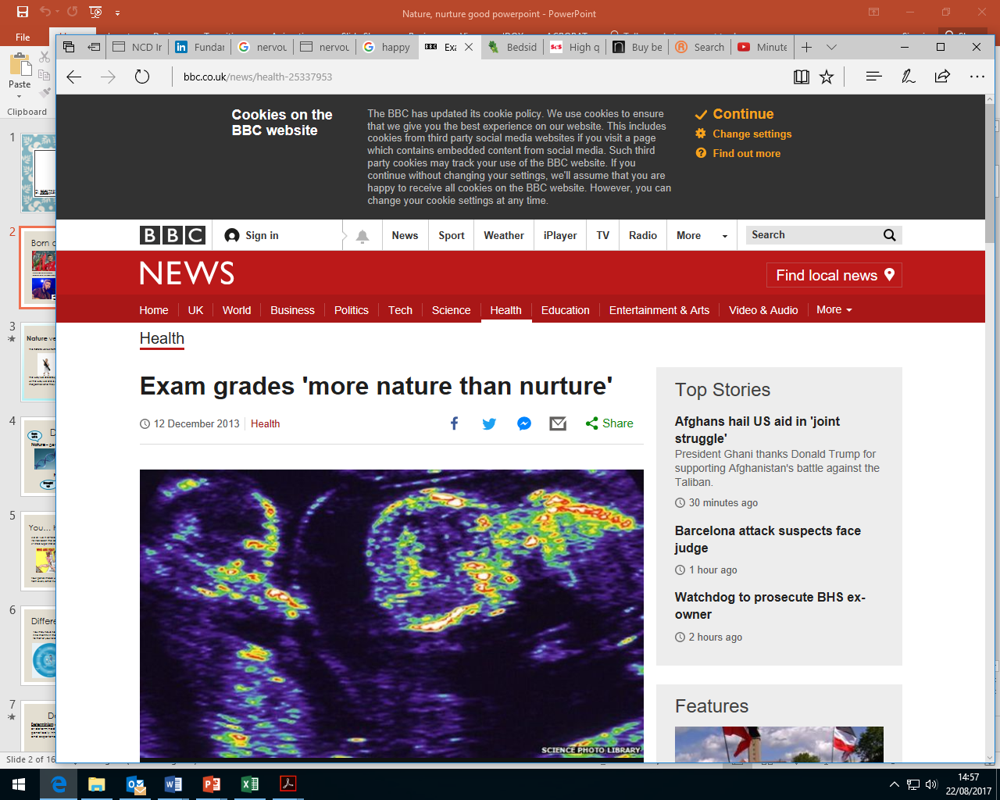 Nature, nurture good powerpoint - PowerPoint
File
NCD Ir
Fundar
nervou
nervou
happy
Exa
Bedsid
High q
Buy be
Search
Minute
Paste
Clipboard
bbc.co.uk/news/health-25337953
Cookies on the
BBC website
The BBC has updated its cookie policy. We use cookies to ensure
that we give you the best experience on our website. This includes
cookies from third party social media websites if you visit a page
which contains embedded content from social media. Such third
party cookies may track your use of the BBC website. If you
continue without changing your settings, we'll assume that you are
happy to receive all cookies on the BBC website. However, you can
change your cookie settings at any time.
Continue
Change settings
Find out more
BBC
Sign in
News
Sport
Weather
iPlayer
TV
Radio
More
Search
NEWS
Find local news
Home
UK
World
Business
Politics
Tech
Science
Health
Education
Entertainment & Arts
Video & Audio
More
Health
Exam grades 'more nature than nurture'
12 December 2013
Health
Share
SCIENCE PHOTO LIBRARY
Top Stories
Afghans hail US aid in 'joint
struggle'
President Ghani thanks Donald Trump for
supporting Afghanistan's battle against the
Taliban.
30 minutes ago
Barcelona attack suspects face
judge
1 hour ago
Watchdog to prosecute BHS ex-
owner
2 hours ago
Features
1
2
Born
3
Nature ve
4
5
You...
6
Differe
7
Slide 2 of 16
14:57
22/08/2017